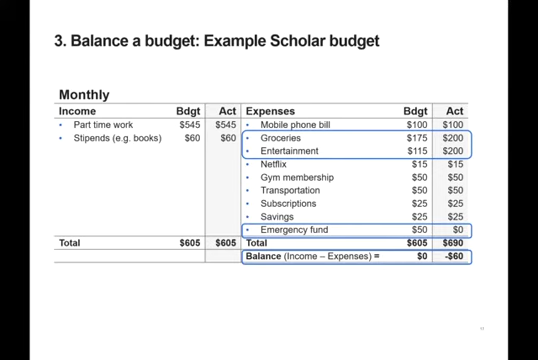 3. Balance a budget: Example Scholar budget
Monthly
Income Bdgt Act Expenses Bdgt Act
• Part time work $545 $545 • Mobile phone bill $100 $100
• Stipends (e.g. books) $60 $60 • Groceries $175 $200
• Entertainment $115 $200
• Netflix $15 $15
• Gym membership $50 $50
• Transportation $50 $50
• Subscriptions $25 $25
• Savings $25 $25
• Emergency fund $50 $0
Total $605 $605 Total $605 $690
Balance (Income – Expenses) = $0 -$60